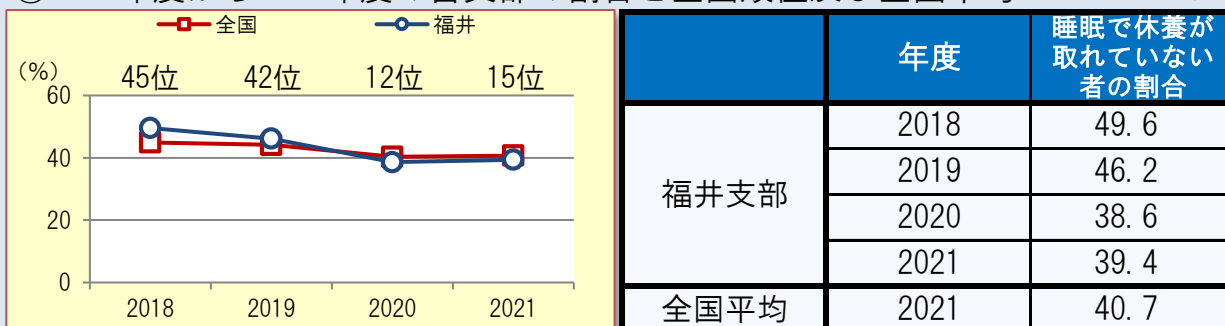 全国 福井
(%) 45位 42位 12位 15位
60
40
20
0
2018 2019 2020 2021
年度 睡眠で休養が
取れていない
者の割合
福井支部 2018 49.6
2019 46.2
2020 38.6
2021 39.4
全国平均 2021 40.7